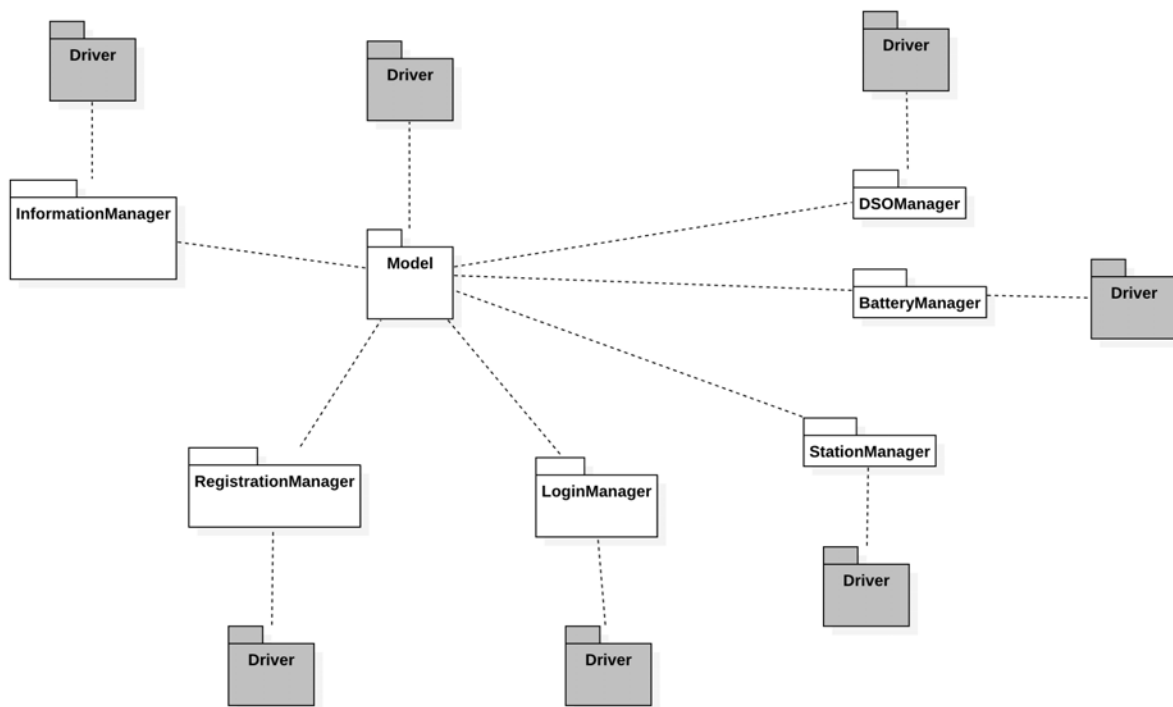 Driver
Driver
Driver
InformationManager
DSOManager
Model
BatteryManager
Driver
StationManager
RegistrationManager
LoginManager
Driver
Driver
Driver